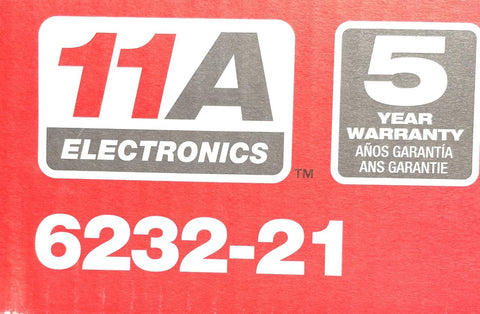 11A
ELECTRONICS
™
5
YEAR
WARRANTY
AÑOS GARANTÍA
ANS GARANTIE
6232-21